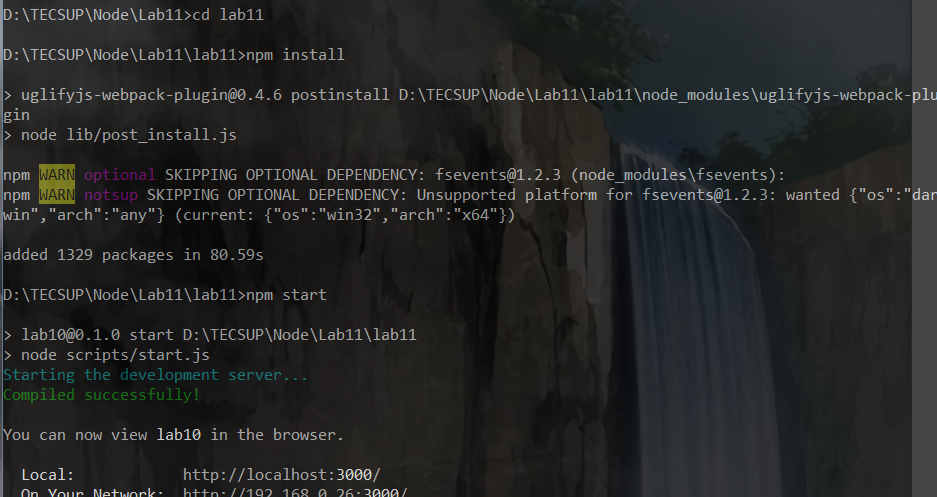 D:\TECSUP\Node\Lab11>cd lab11
D:\TECSUP\Node\Lab11\lab11>npm install
> uglifyjs-webpack-plugin@0.4.6 postinstall D:\TECSUP\Node\Lab11\lab11\node_modules\uglifyjs-webpack-plu
gin
> node lib/post_install.js
npm WARN optional SKIPPING OPTIONAL DEPENDENCY: fsevents@1.2.3 (node_modules\fsevents):
npm WARN notsup SKIPPING OPTIONAL DEPENDENCY: Unsupported platform for fsevents@1.2.3: wanted {"os":"dar
win","arch":"any"} (current: {"os":"win32","arch":"x64"})
added 1329 packages in 80.59s
D:\TECSUP\Node\Lab11\lab11>npm start
> lab10@0.1.0 start D:\TECSUP\Node\Lab11\lab11
> node scripts/start.js
Starting the development server...
Compiled successfully!
You can now view lab10 in the browser.
Local: http://localhost:3000/
On Your Network: http://192.168.0.26:3000/